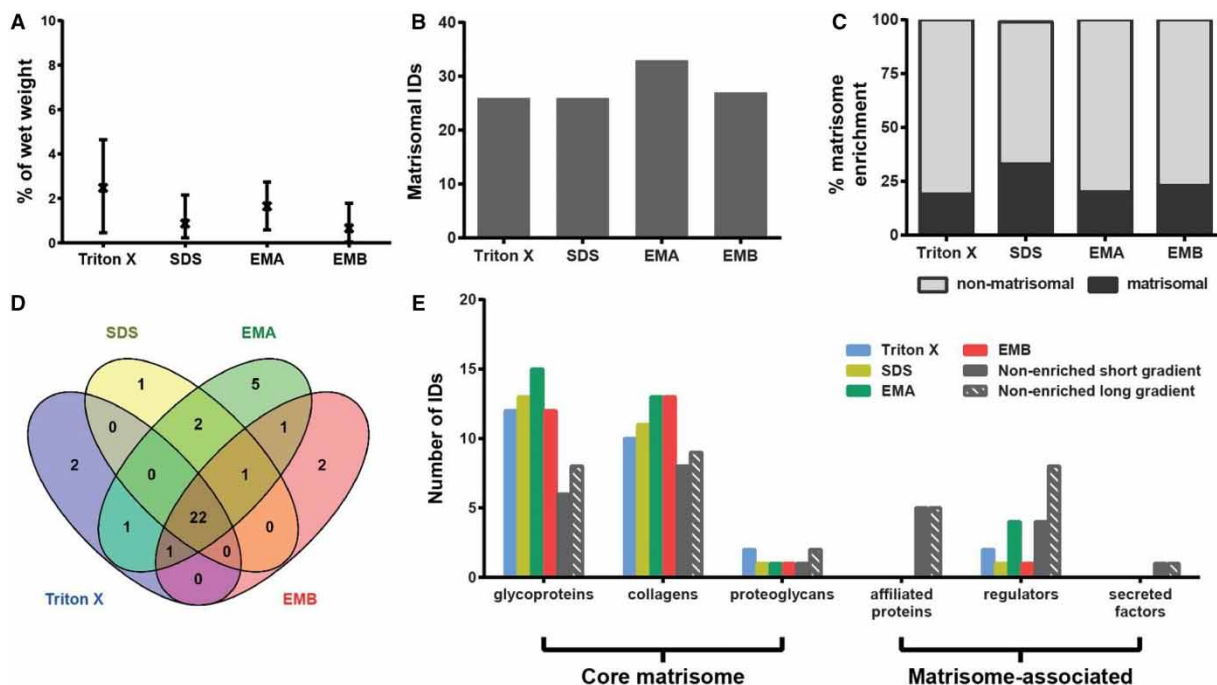 A
% of wet weight
10
8
6
4
2
0
Triton X SDS EMA EMB
B
Matrisomal IDs
40
30
20
10
0
Triton X SDS EMA EMB
C
% matrisome
enrichment
100
75
50
25
0
Triton X SDS EMA EMB
non-matrisomal matrisomal
D
SDS EMA
1 5
0 2 1
2 0 1 2
22
1 0
1 0
0
Triton X EMB
E
Number of IDs
20
15
10
5
0
Triton X EMB
SDS Non-enriched short gradient
EMA Non-enriched long gradient
glycoproteins collagens proteoglycans affiliated regulators secreted
proteins factors
Core matrisome Matrisome-associated